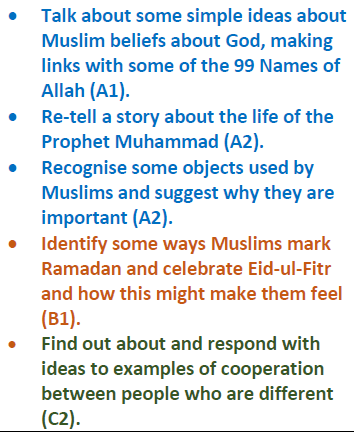 • Talk about some simple ideas about
Muslim beliefs about God, making
links with some of the 99 Names of
Allah (A1).
• Re-tell a story about the life of the
Prophet Muhammad (A2).
• Recognise some objects used by
Muslims and suggest why they are
important (A2).
• Identify some ways Muslims mark
Ramadan and celebrate Eid-ul-Fitr
and how this might make them feel
(B1).
• Find out about and respond with
ideas to examples of cooperation
between people who are different
(C2).